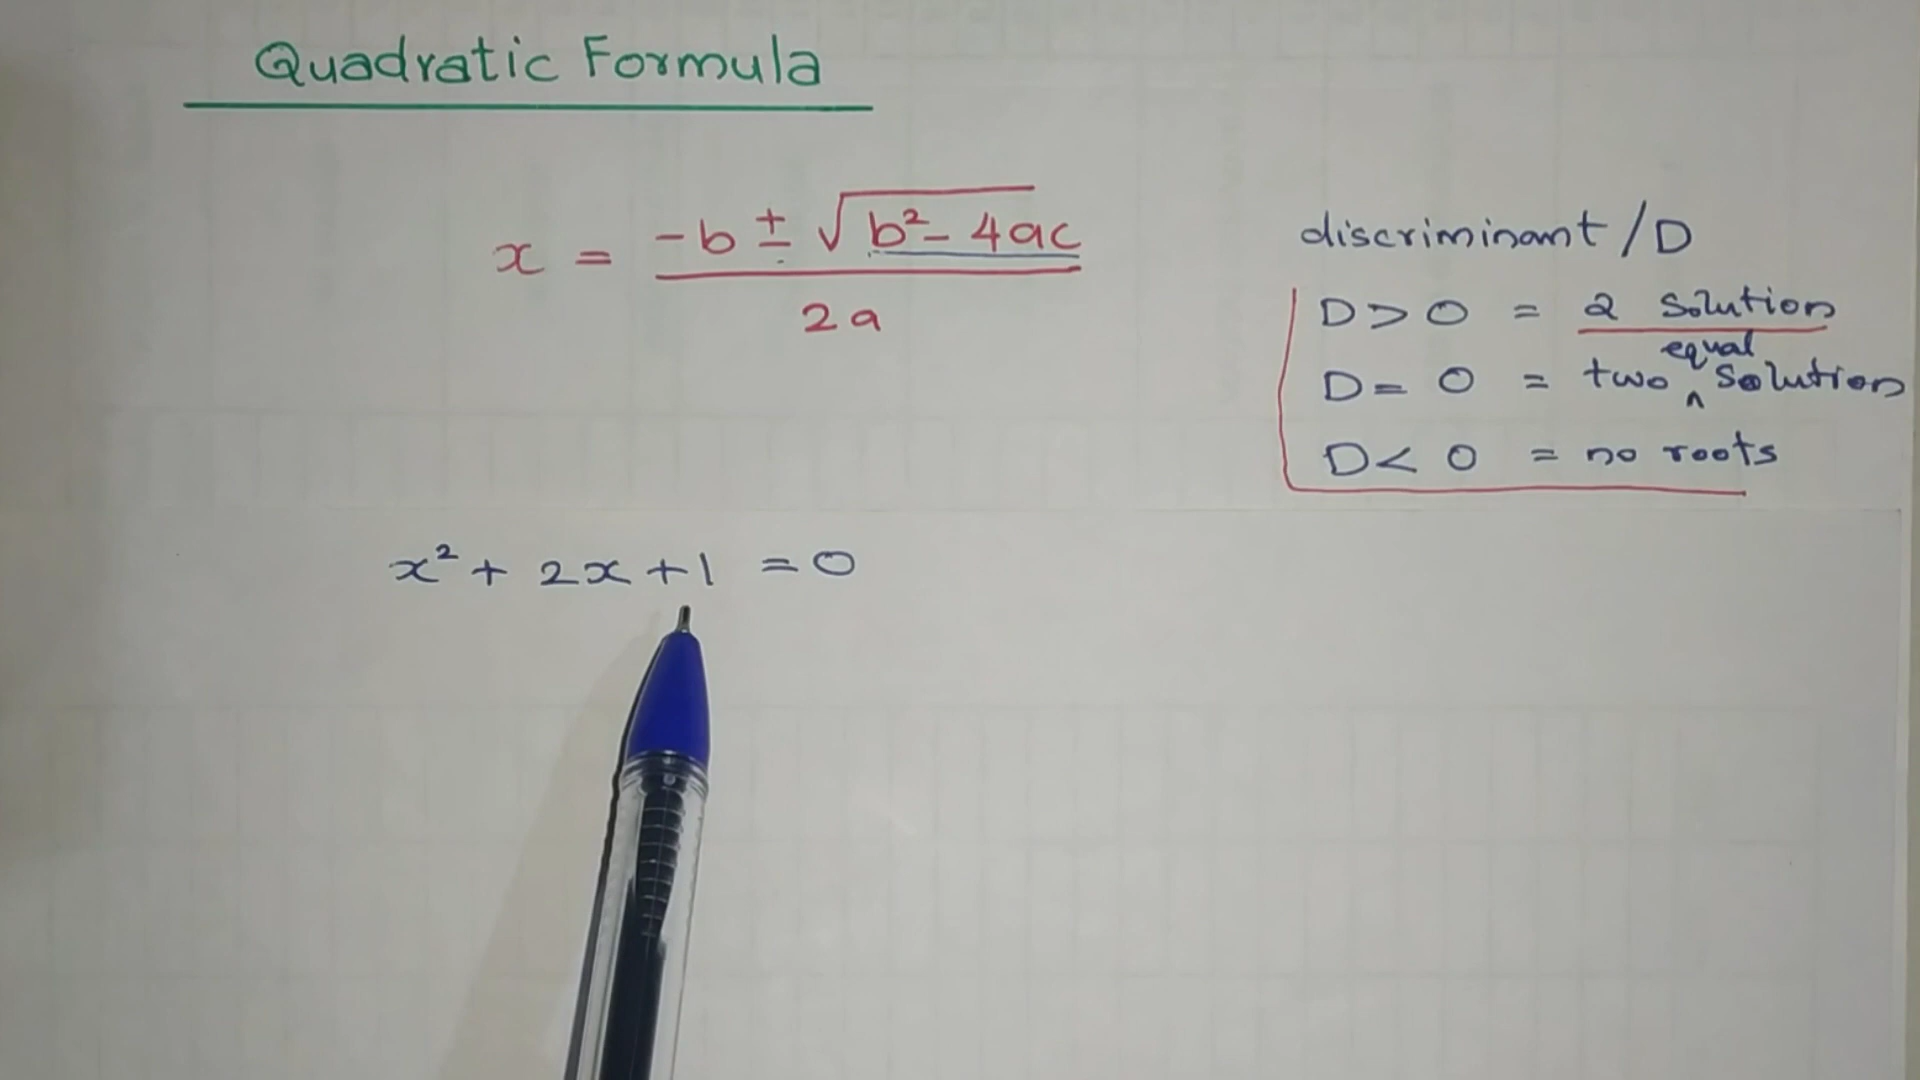 Quadratic Formula
x = -b ± √b² - 4ac / 2a
discriminant / D
D > 0 = 2 solution
D = 0 = two equal solution
D < 0 = no roots
x² + 2x + 1 = 0